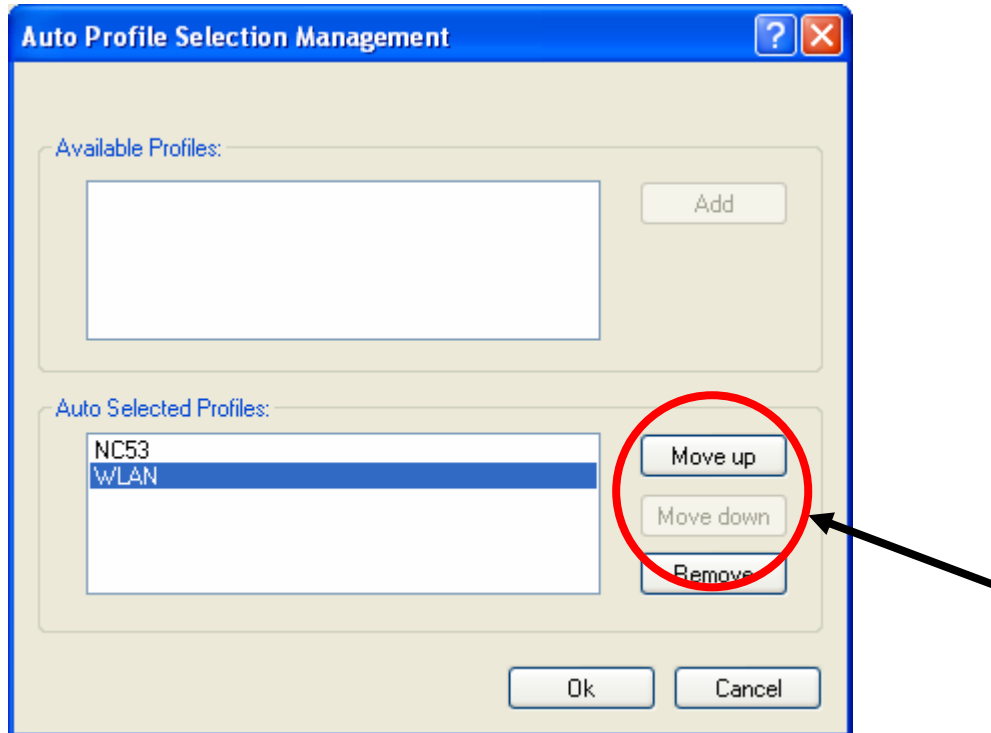 Auto Profile Selection Management
Available Profiles:
Add
Auto Selected Profiles:
NC53
WLAN
Move up
Move down
Remove
Ok
Cancel